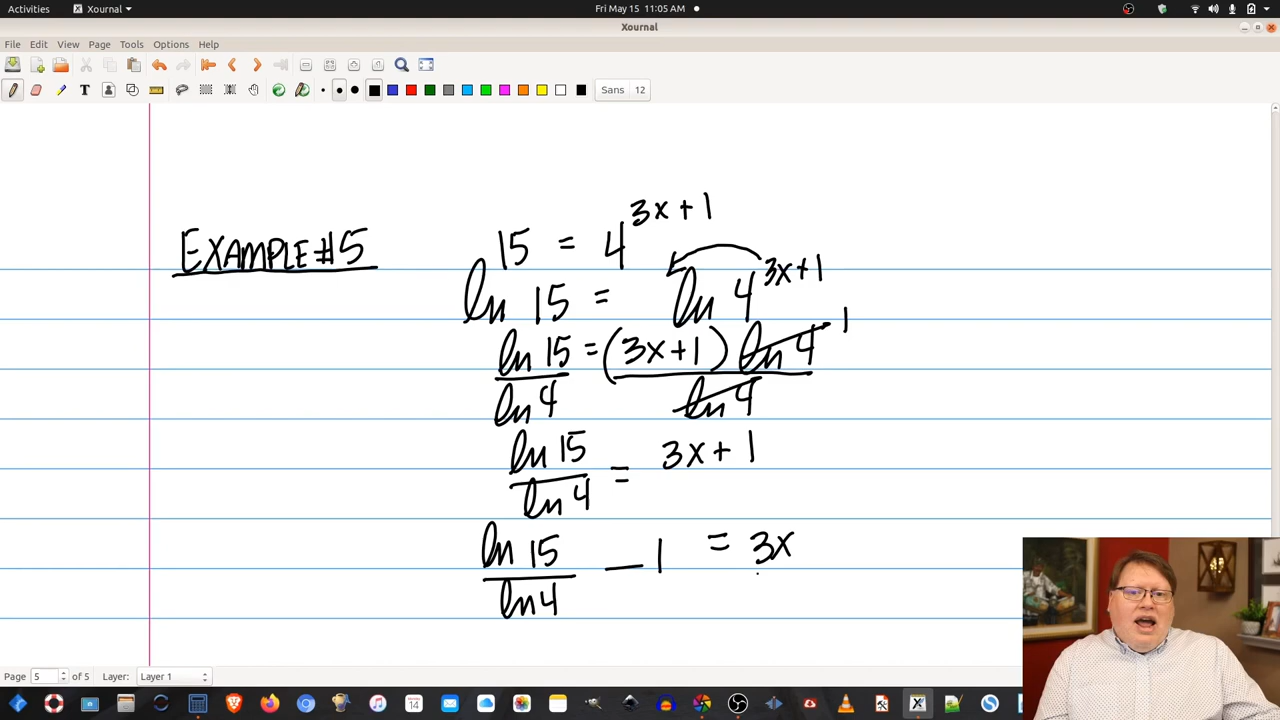 Activities Xournal Fri May 15 11:05 AM
Xournal
File Edit View Page Tools Options Help
Sans 12
EXAMPLE #5
15 = 4^(3x+1)
ln 15 = ln 4^(3x+1)
ln 15 / ln 4 = (3x+1) ln 4 / ln 4 1
ln 15 / ln 4 = 3x + 1
ln 15 / ln 4 — 1 = 3x
Page 5 of 5 Layer: Layer 1